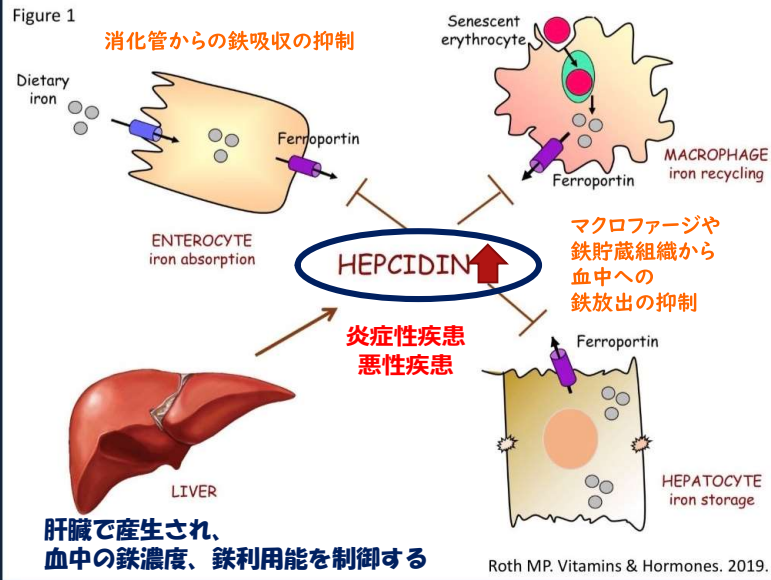 Figure 1
消化管からの鉄吸収の抑制
Dietary
iron
Ferroportin
ENTEROCYTE
iron absorption
Senescent
erythrocyte
Ferroportin
MACROPHAGE
iron recycling
マクロファージや
鉄貯蔵組織から
血中への
鉄放出の抑制
HEPCIDIN
炎症性疾患
悪性疾患
Ferroportin
HEPATOCYTE
iron storage
LIVER
肝臓で産生され、
血中の鉄濃度、鉄利用能を制御する
Roth MP. Vitamins & Hormones. 2019.